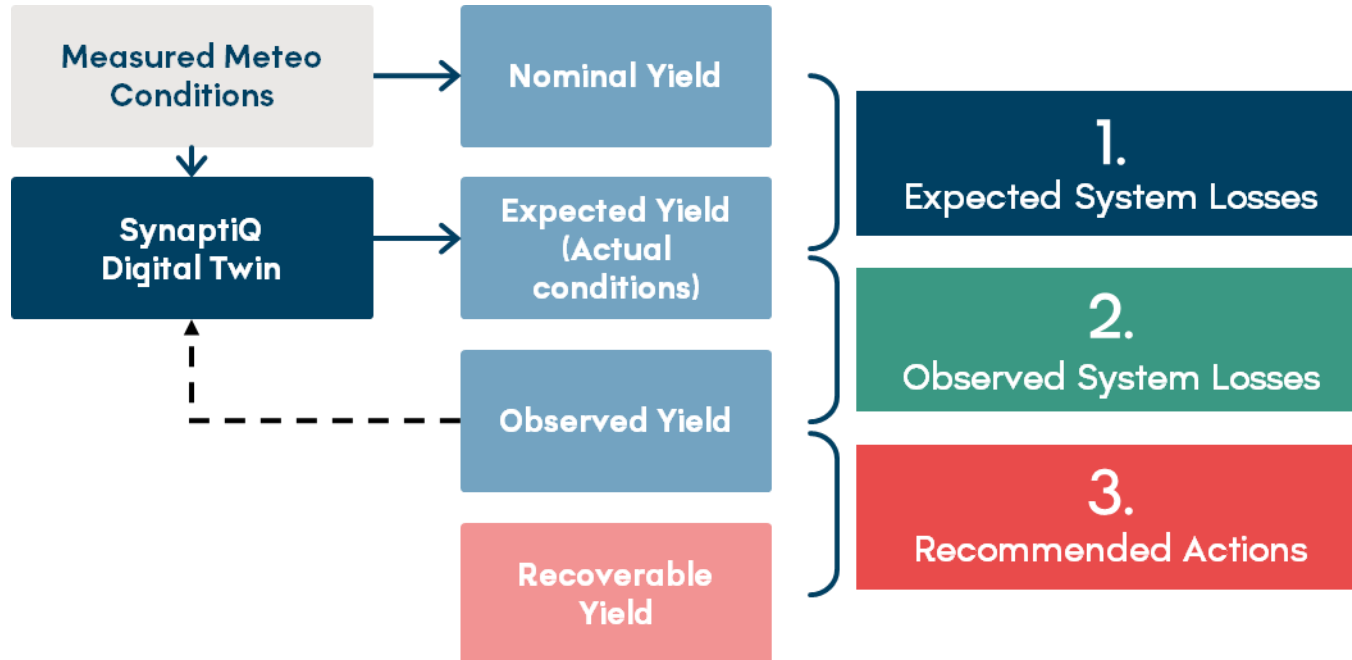 Measured Meteo
Conditions
Nominal Yield
1.
Expected System Losses
SynaptiQ
Digital Twin
Expected Yield
(Actual
conditions)
2.
Observed System Losses
Observed Yield
3.
Recommended Actions
Recoverable
Yield